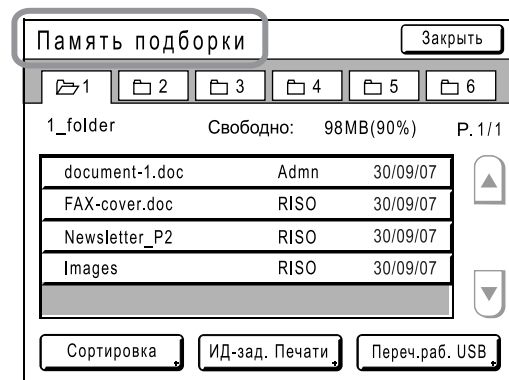 Память подборки Закрыть
1 2 3 4 5 6
1_folder Свободно: 98MB(90%) P. 1/1
document-1.doc Admn 30/09/07
FAX-cover.doc RISO 30/09/07
Newsletter_P2 RISO 30/09/07
Images RISO 30/09/07
Сортировка ИД-зад. Печати Переч.раб. USB